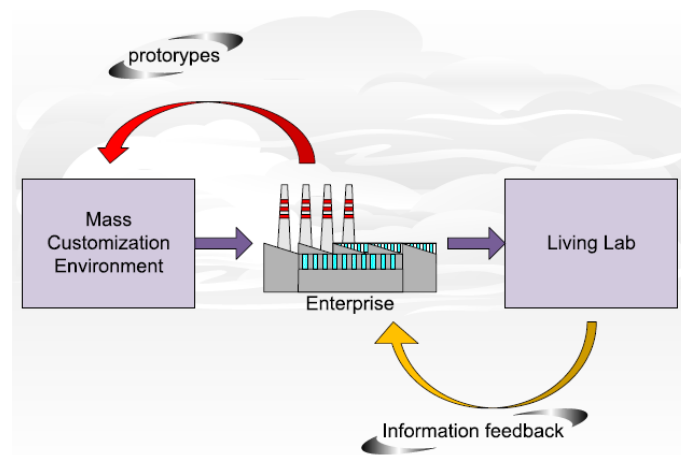 protorypes
Mass
Customization
Environment
Living Lab
Enterprise
Information feedback